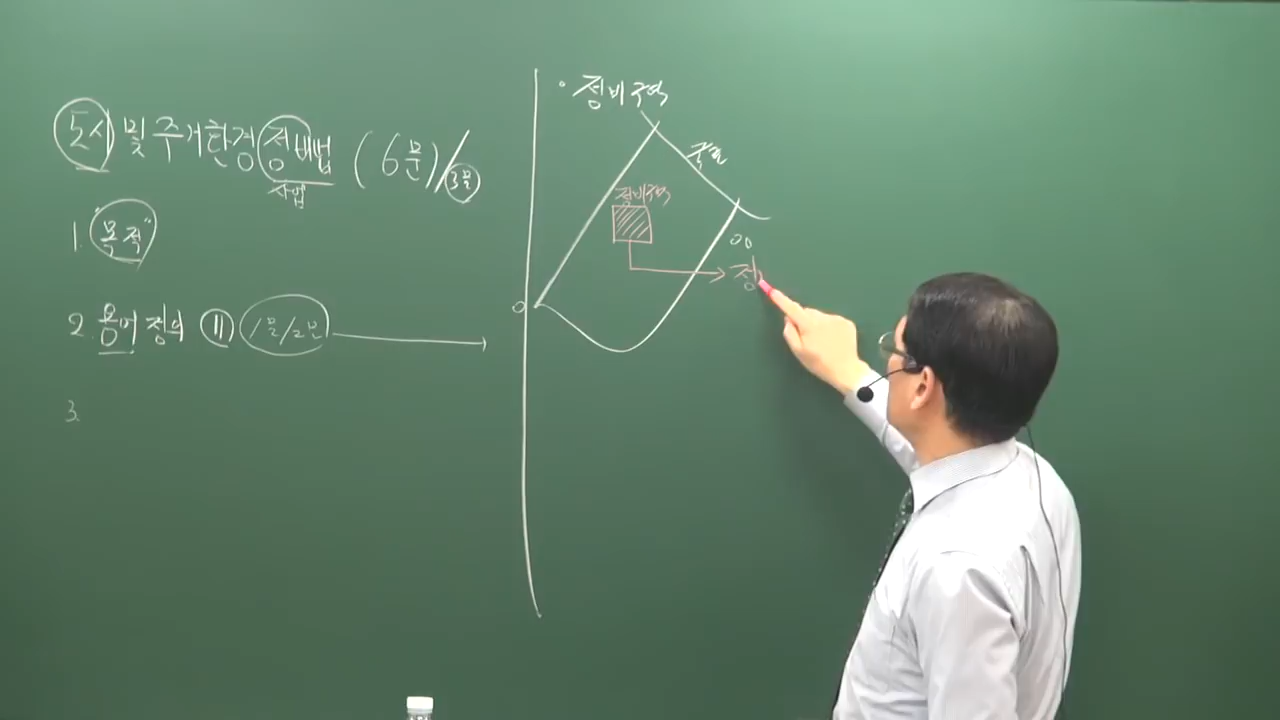 도시 및 주거환경정비법 (6문)/3문
사업
1. "목적"
2. 용어정의 ⑪ 1문/2문
3.
정비구역
정비구역
00
정